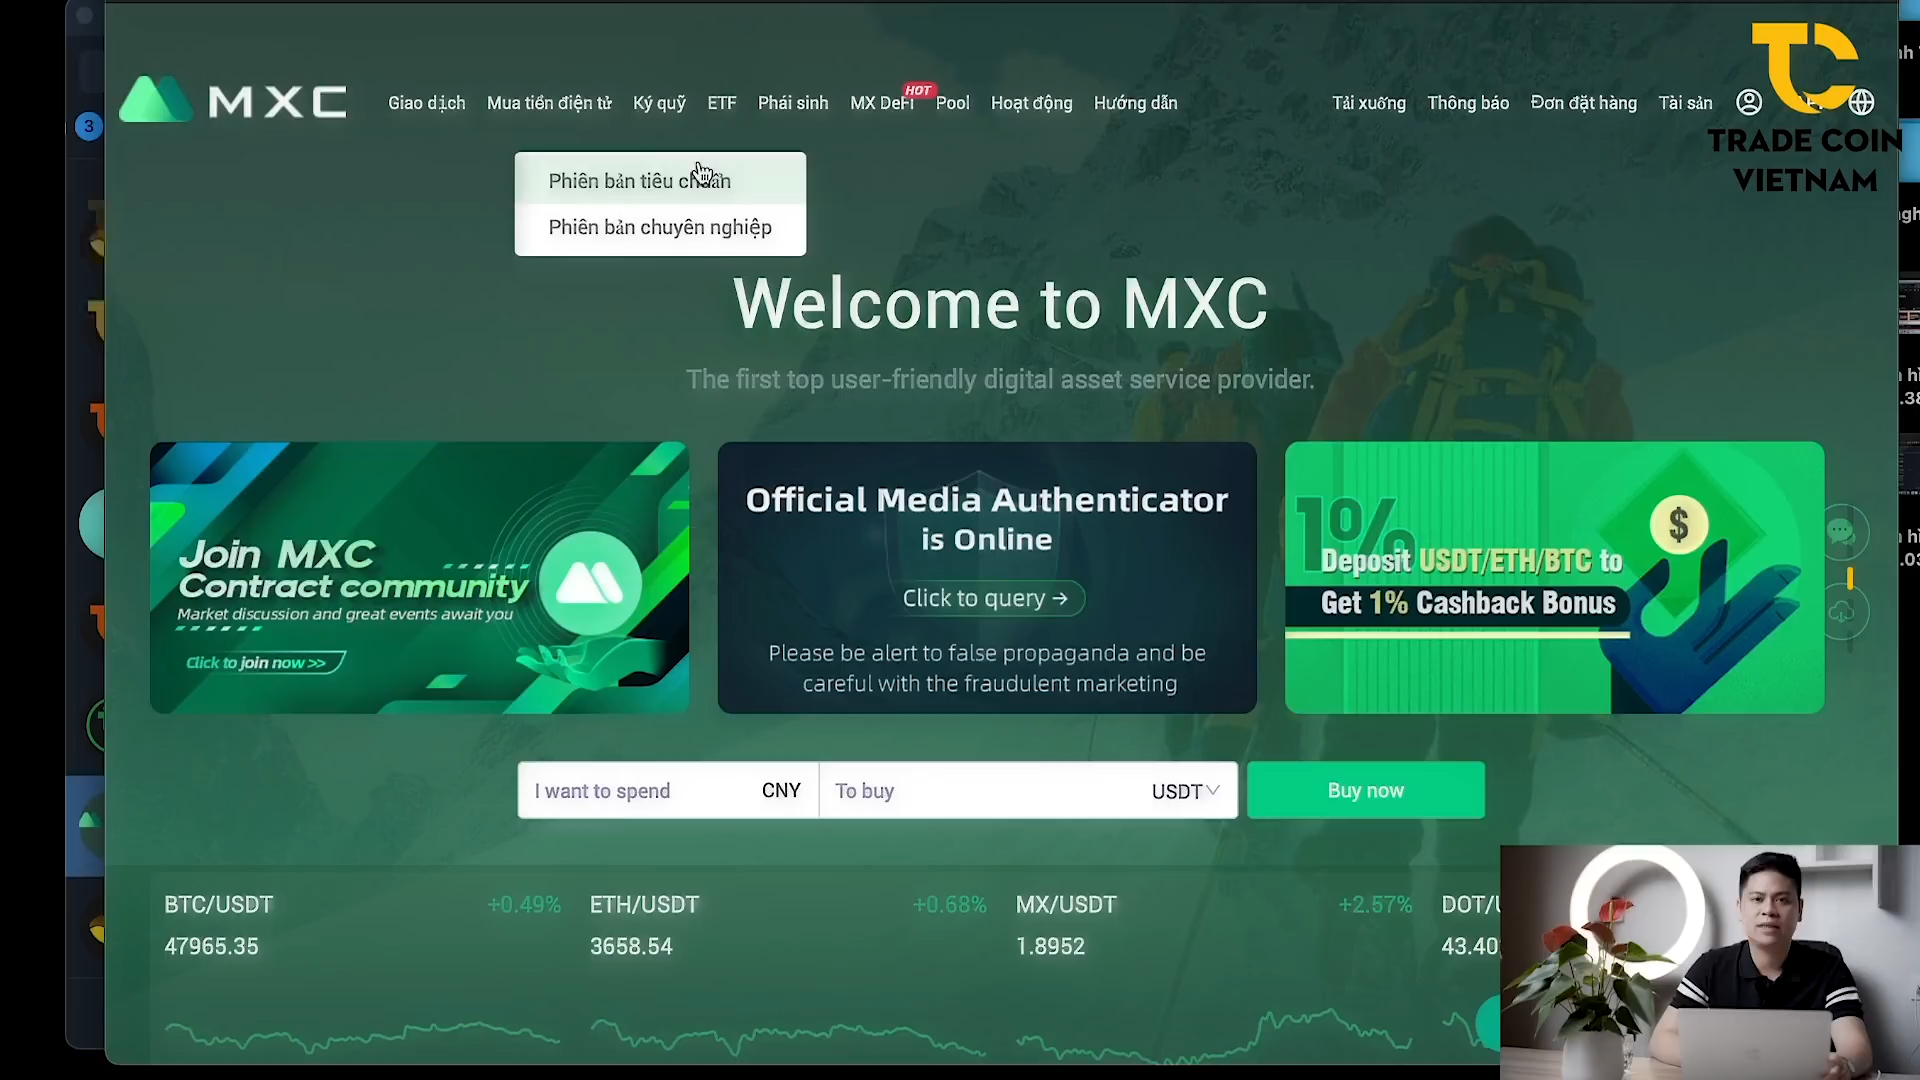 MXC
Giao dịch
Mua tiền điện tử
Ký quỹ
ETF
Phái sinh
MX DeFi
HOT
Pool
Hoạt động
Hướng dẫn
Tải xuống
Thông báo
Đơn đặt hàng
Tài sản
TRADE COIN
VIETNAM
3
Phiên bản tiêu chuẩn
Phiên bản chuyên nghiệp
Welcome to MXC
The first top user-friendly digital asset service provider.
Join MXC
Contract community
Market discussion and great events await you
Click to join now >>
Official Media Authenticator
is Online
Click to query →
Please be alert to false propaganda and be
careful with the fraudulent marketing
1%
$
Deposit USDT/ETH/BTC to
Get 1% Cashback Bonus
I want to spend
CNY
To buy
USDT
Buy now
BTC/USDT
+0.49%
47965.35
ETH/USDT
+0.68%
3658.54
MX/USDT
+2.57%
1.8952
DOT/U
43.40